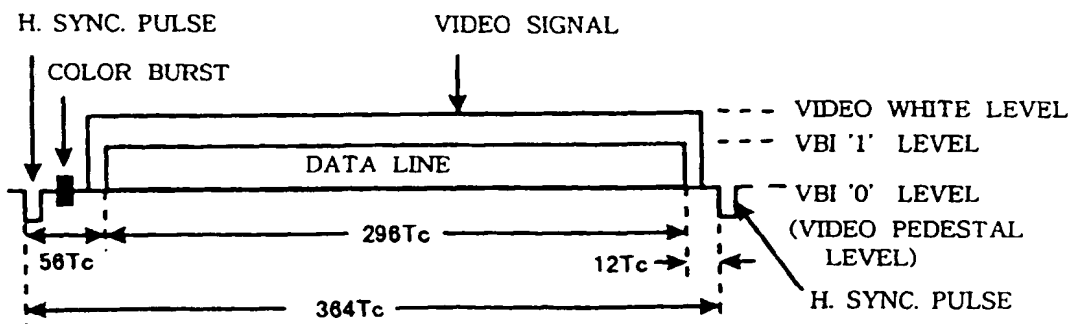 H. SYNC. PULSE
VIDEO SIGNAL
COLOR BURST
VIDEO WHITE LEVEL
VBI '1' LEVEL
DATA LINE
VBI '0' LEVEL
(VIDEO PEDESTAL
LEVEL)
296Tc
56Tc
12Tc
H. SYNC. PULSE
364Tc